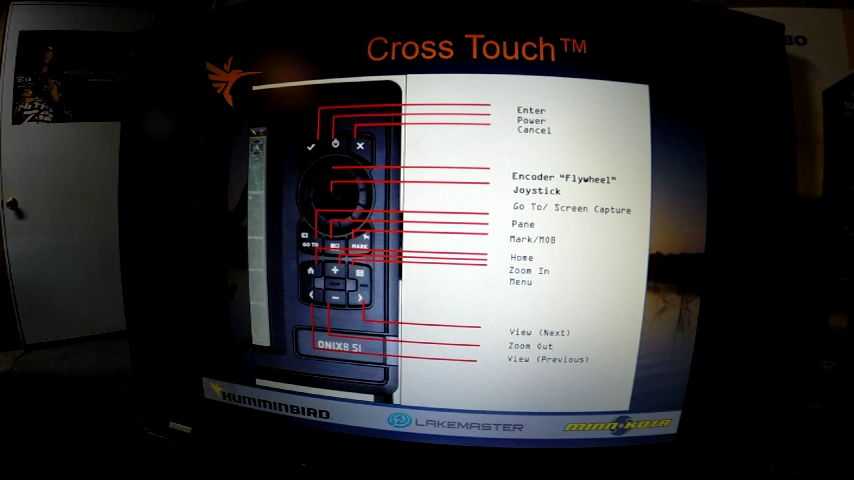 Cross Touch™
Enter
Power
Cancel
Encoder "Flywheel"
Joystick
Go To/ Screen Capture
Pane
Mark/MOB
Home
Zoom In
Menu
View (Next)
Zoom Out
View (Previous)
GO TO
MARK
ONIX8 SI
HUMMINBIRD
LAKEMASTER
MINN KOTA
BO